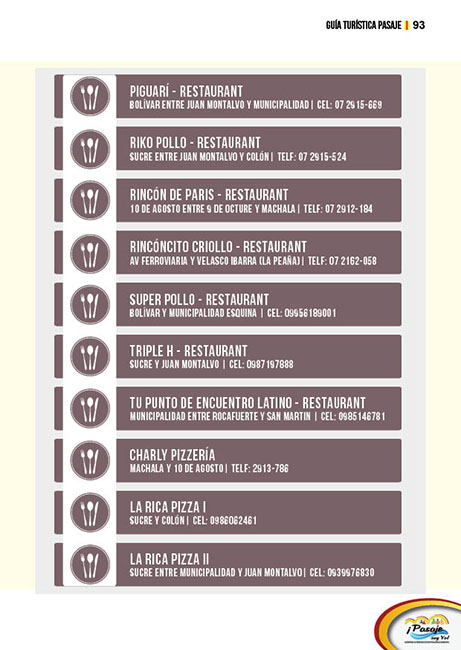 GUÍA TURÍSTICA PASAJE | 93
PIGUARÍ - RESTAURANT
BOLÍVAR ENTRE JUAN MONTALVO Y MUNICIPALIDAD | CEL: 07 2915-669
RIKO POLLO - RESTAURANT
SUCRE ENTRE JUAN MONTALVO Y COLÓN | TELF: 07 2915-524
RINCÓN DE PARIS - RESTAURANT
10 DE AGOSTO ENTRE 9 DE OCTURE Y MACHALA | TELF: 07 2912-184
RINCÓNCITO CRIOLLO - RESTAURANT
AV FERROVIARIA Y VELASCO IBARRA (LA PEAÑA) | TELF: 07 2162-058
SUPER POLLO - RESTAURANT
BOLÍVAR Y MUNICIPALIDAD ESQUINA | CEL: 09956189001
TRIPLE H - RESTAURANT
SUCRE Y JUAN MONTALVO | CEL: 0987197888
TU PUNTO DE ENCUENTRO LATINO - RESTAURANT
MUNICIPALIDAD ENTRE ROCAFUERTE Y SAN MARTIN | CEL: 0985146781
CHARLY PIZZERÍA
MACHALA Y 10 DE AGOSTO | TELF: 2913-786
LA RICA PIZZA I
SUCRE Y COLÓN | CEL: 0986062461
LA RICA PIZZA II
SUCRE ENTRE MUNICIPALIDAD Y JUAN MONTALVO | CEL: 0939976830
¡Pasaje
soy Yo!